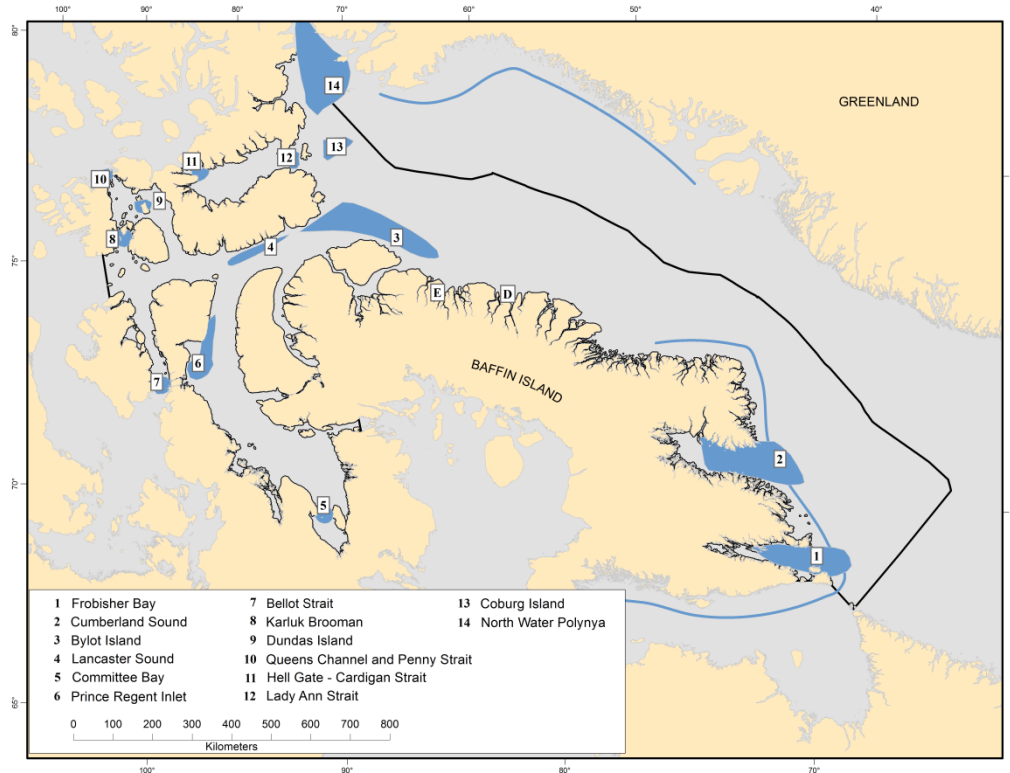 100° 90° 80° 70° 60° 50° 40°
80°
14
GREENLAND
13
12
11
10
9
8
3
4
75°
E D
6
7
BAFFIN ISLAND
2
70°
5
1
1 Frobisher Bay
2 Cumberland Sound
3 Bylot Island
4 Lancaster Sound
5 Committee Bay
6 Prince Regent Inlet
7 Bellot Strait
8 Karluk Brooman
9 Dundas Island
10 Queens Channel and Penny Strait
11 Hell Gate - Cardigan Strait
12 Lady Ann Strait
13 Coburg Island
14 North Water Polynya
0 100 200 300 400 500 600 700 800
Kilometers
65°
100° 90° 80° 70°